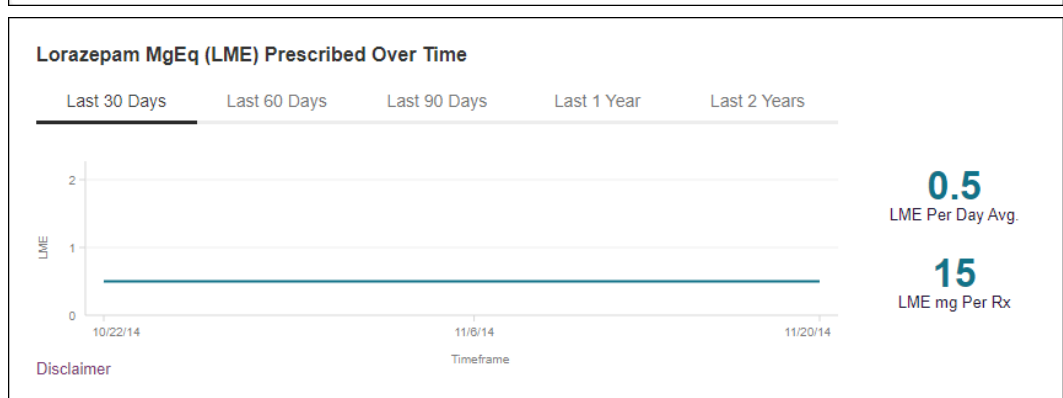 Lorazepam MgEq (LME) Prescribed Over Time
Last 30 Days Last 60 Days Last 90 Days Last 1 Year Last 2 Years
2
1
0
LME
10/22/14 11/6/14 11/20/14
Timeframe
0.5
LME Per Day Avg.
15
LME mg Per Rx
Disclaimer